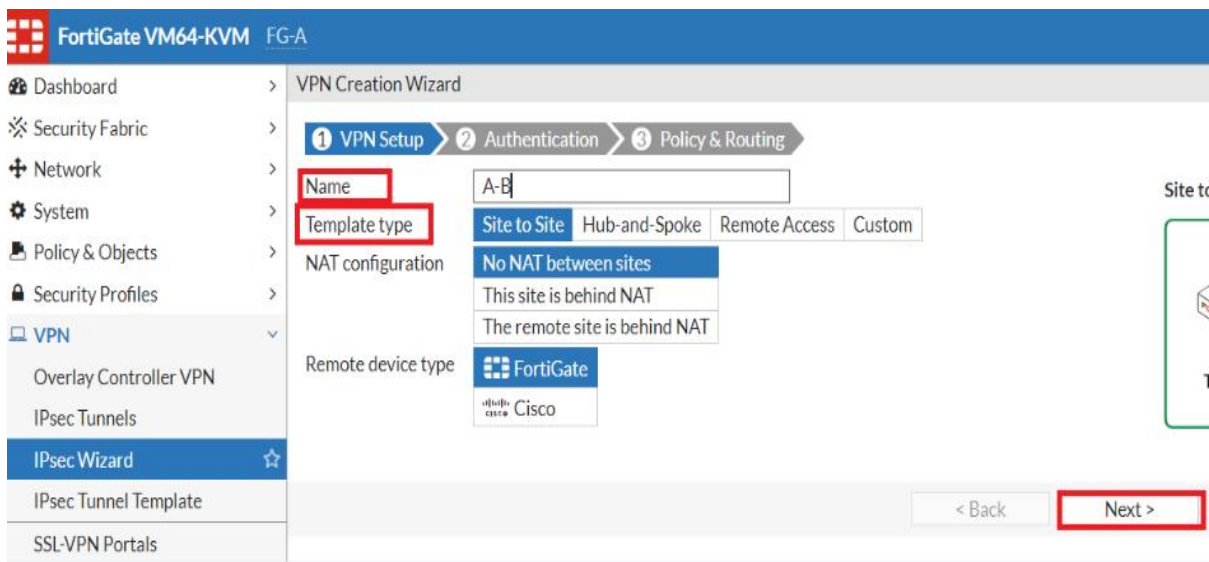 FortiGate VM64-KVM FG-A
Dashboard
Security Fabric
Network
System
Policy & Objects
Security Profiles
VPN
Overlay Controller VPN
IPsec Tunnels
IPsec Wizard
IPsec Tunnel Template
SSL-VPN Portals
VPN Creation Wizard
1 VPN Setup 2 Authentication 3 Policy & Routing
Name A-B
Template type Site to Site Hub-and-Spoke Remote Access Custom
NAT configuration No NAT between sites
This site is behind NAT
The remote site is behind NAT
Remote device type FortiGate
cisco Cisco
Site to
T
< Back Next >